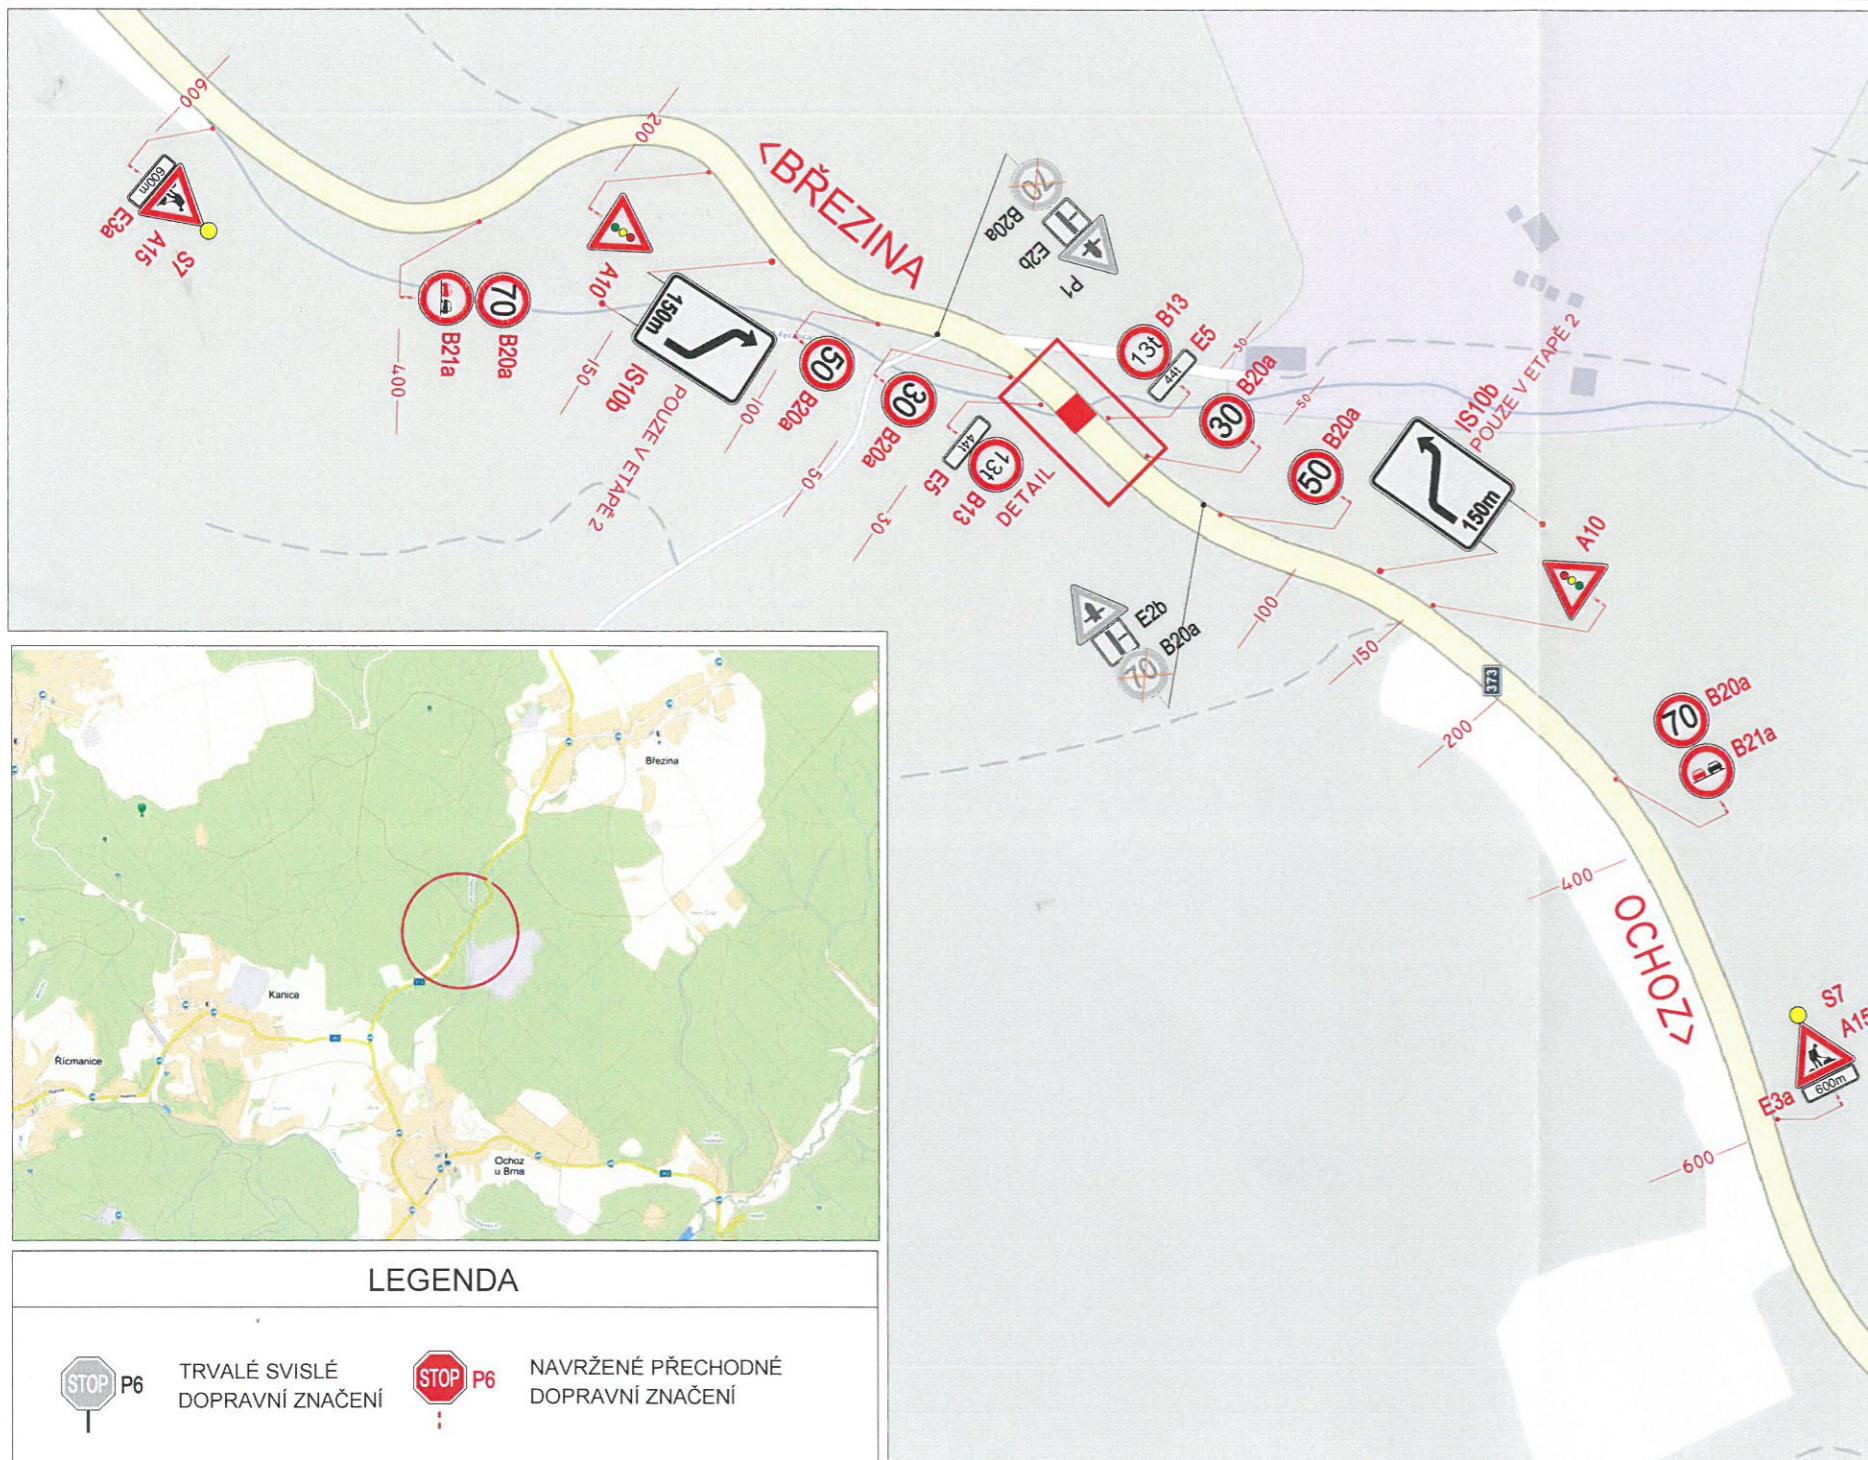 600
600m
E3a
A15
S7
200
<BŘEZINA
70
B20a
E2b
P1
A10
150m
IS10b
POUZE V ETAPĚ 2
70
B20a
B21a
400
150
50
B20a
100
30
B20a
50
44t
13t
E5
B13
30
DETAIL
13t
B13
44t
E5
30
30
B20a
50
50
B20a
IS10b
POUZE V ETAPĚ 2
150m
A10
E2b
70
B20a
100
150
373
200
70
B20a
B21a
400
OCHOZ>
S7
A15
600m
E3a
600
Březina
Kanice
Řícmanice
Ochoz
u Brna
LEGENDA
STOP P6
TRVALÉ SVISLÉ
DOPRAVNÍ ZNAČENÍ
STOP P6
NAVRŽENÉ PŘECHODNÉ
DOPRAVNÍ ZNAČENÍ